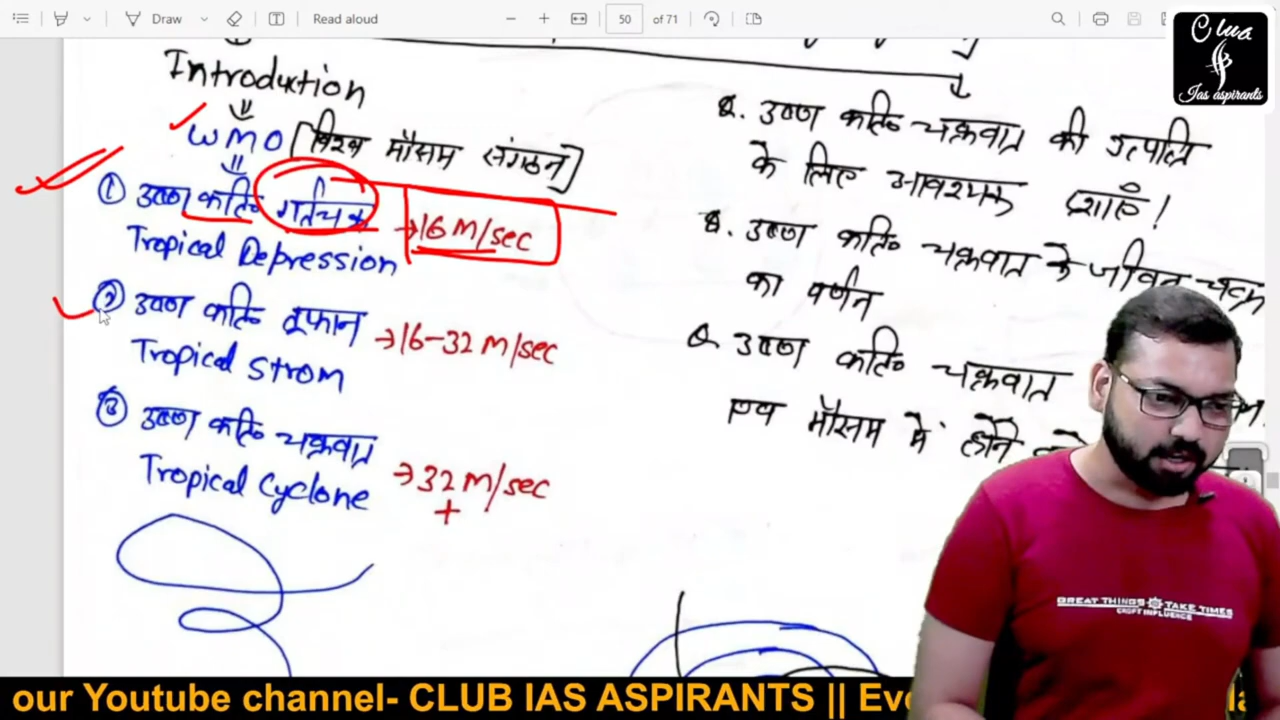 Draw
Read aloud
50 of 71
Club
Ias aspirants
Introduction
WMO [विश्व मौसम संगठन]
① उष्ण कटि॰ गर्तचक्र → 16 M/sec
Tropical Depression
② उष्ण कटि॰ तूफान → 16-32 M/sec
Tropical Strom
③ उष्ण कटि॰ चक्रवात → 32 M/sec
+
Tropical Cyclone
Q. उष्ण कटि॰ चक्रवात की उत्पत्ति
के लिए आवश्यक दशाएं!
Q. उष्ण कटि॰ चक्रवात के जीवन चक्र
का वर्णन
Q. उष्ण कटि॰ चक्रवात
एवं मौसम में होने
GREAT THINGS TAKE TIMES
CROFT INFLUENCE
our Youtube channel- CLUB IAS ASPIRANTS || Eve